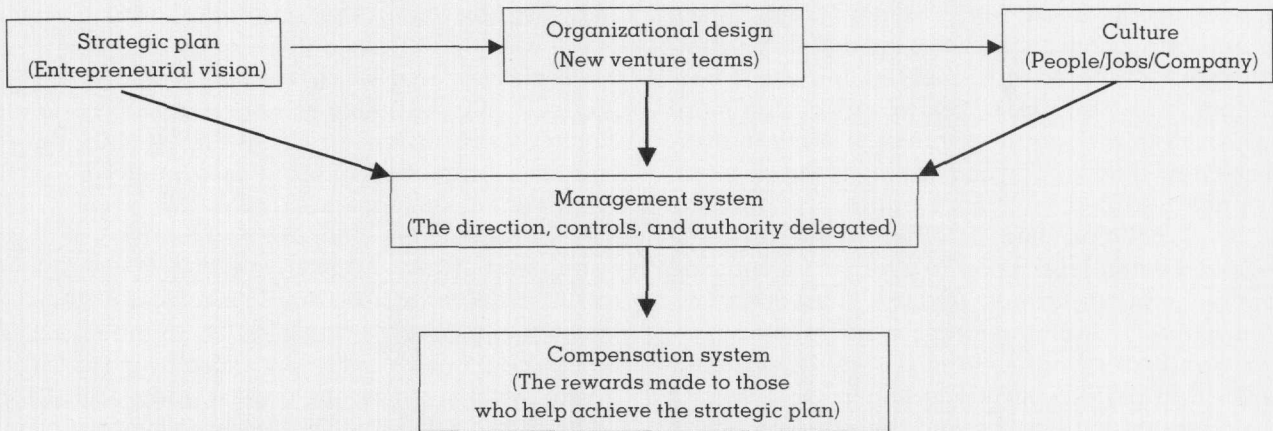 Strategic plan
(Entrepreneurial vision)
Organizational design
(New venture teams)
Culture
(People/Jobs/Company)
Management system
(The direction, controls, and authority delegated)
Compensation system
(The rewards made to those
who help achieve the strategic plan)